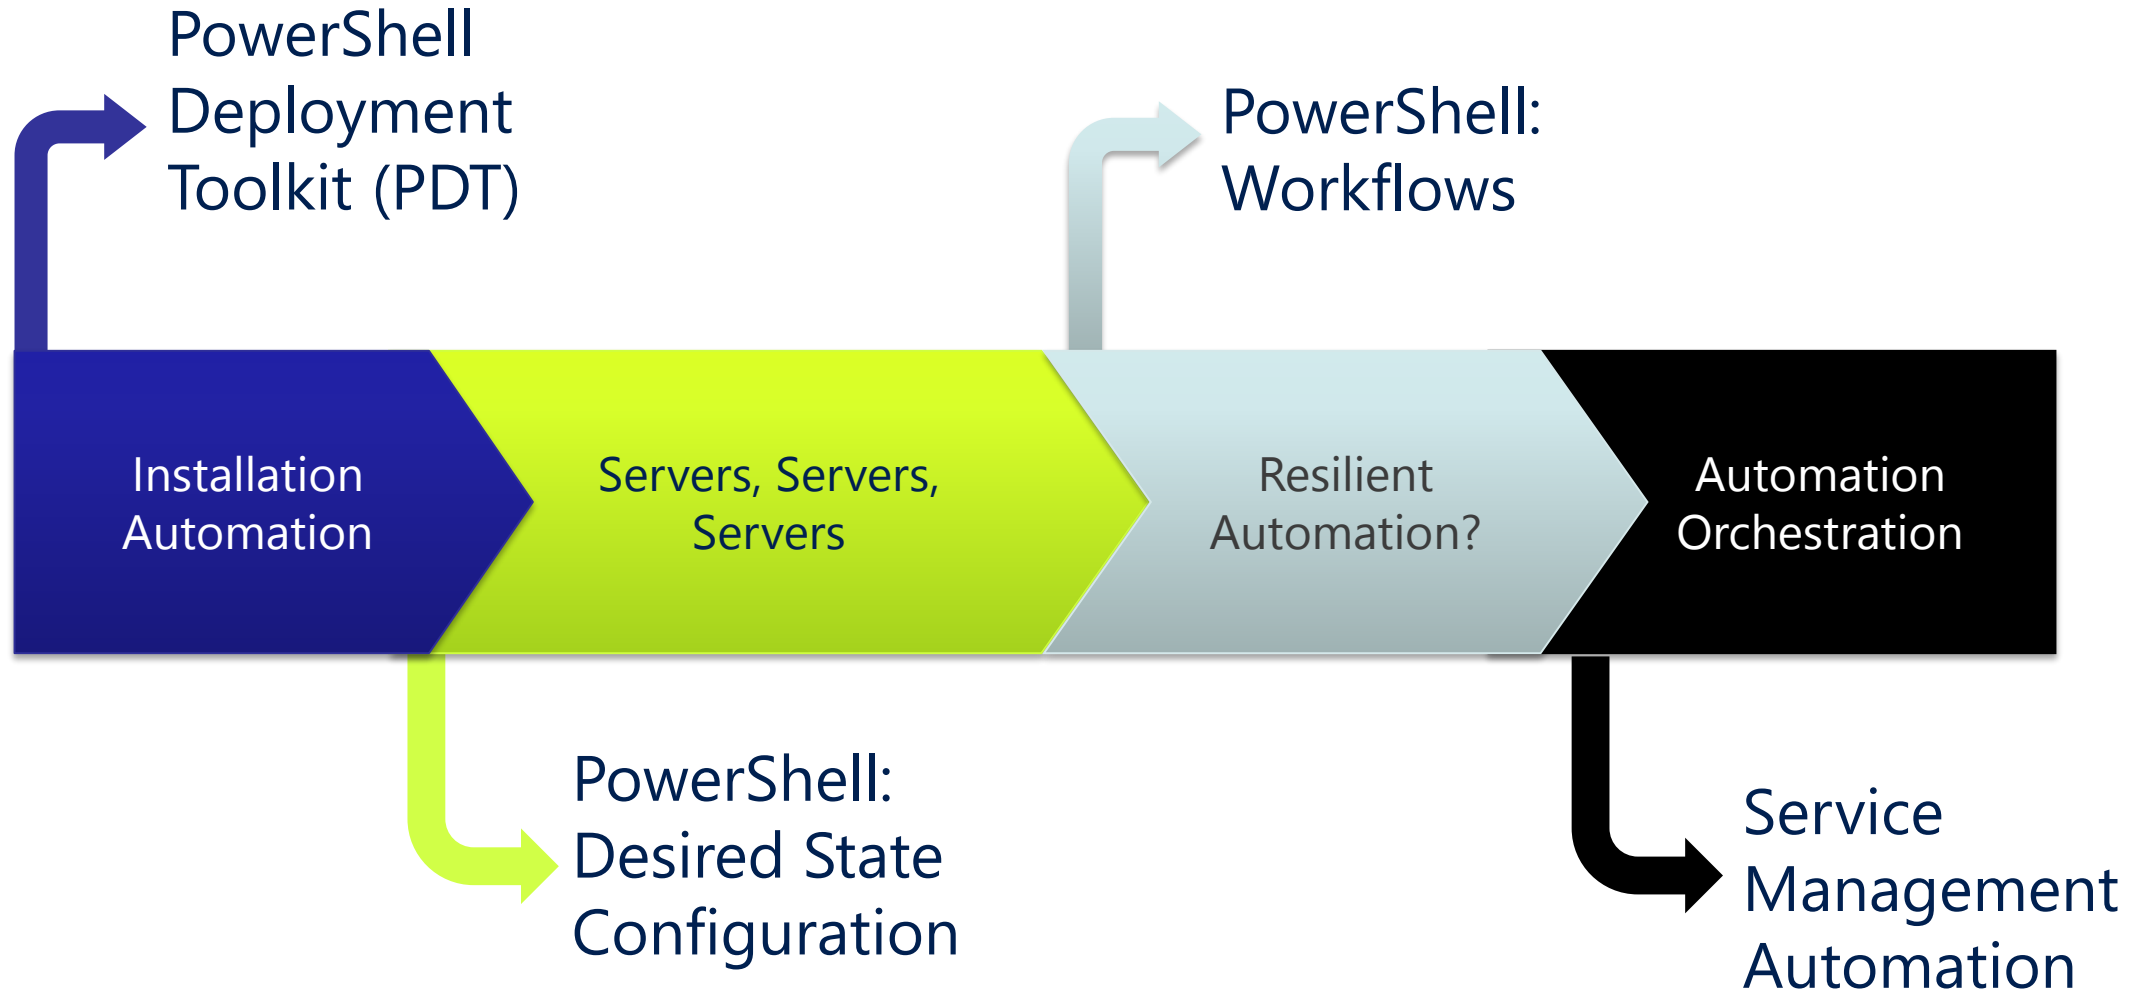 PowerShell
Deployment
Toolkit (PDT)
PowerShell:
Workflows
Installation
Automation
Servers, Servers,
Servers
Resilient
Automation?
Automation
Orchestration
PowerShell:
Desired State
Configuration
Service
Management
Automation